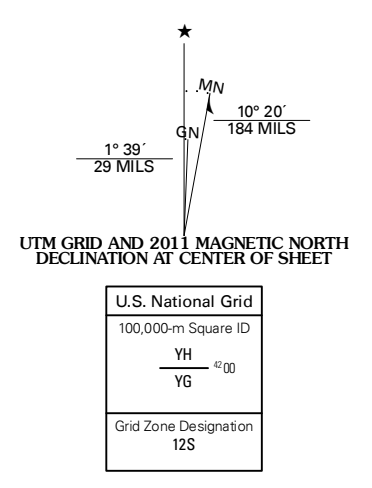 ★
MN
10° 20´
184 MILS
GN
1° 39´
29 MILS
UTM GRID AND 2011 MAGNETIC NORTH
DECLINATION AT CENTER OF SHEET
U.S. National Grid
100,000-m Square ID
YH
4200
YG
Grid Zone Designation
12S